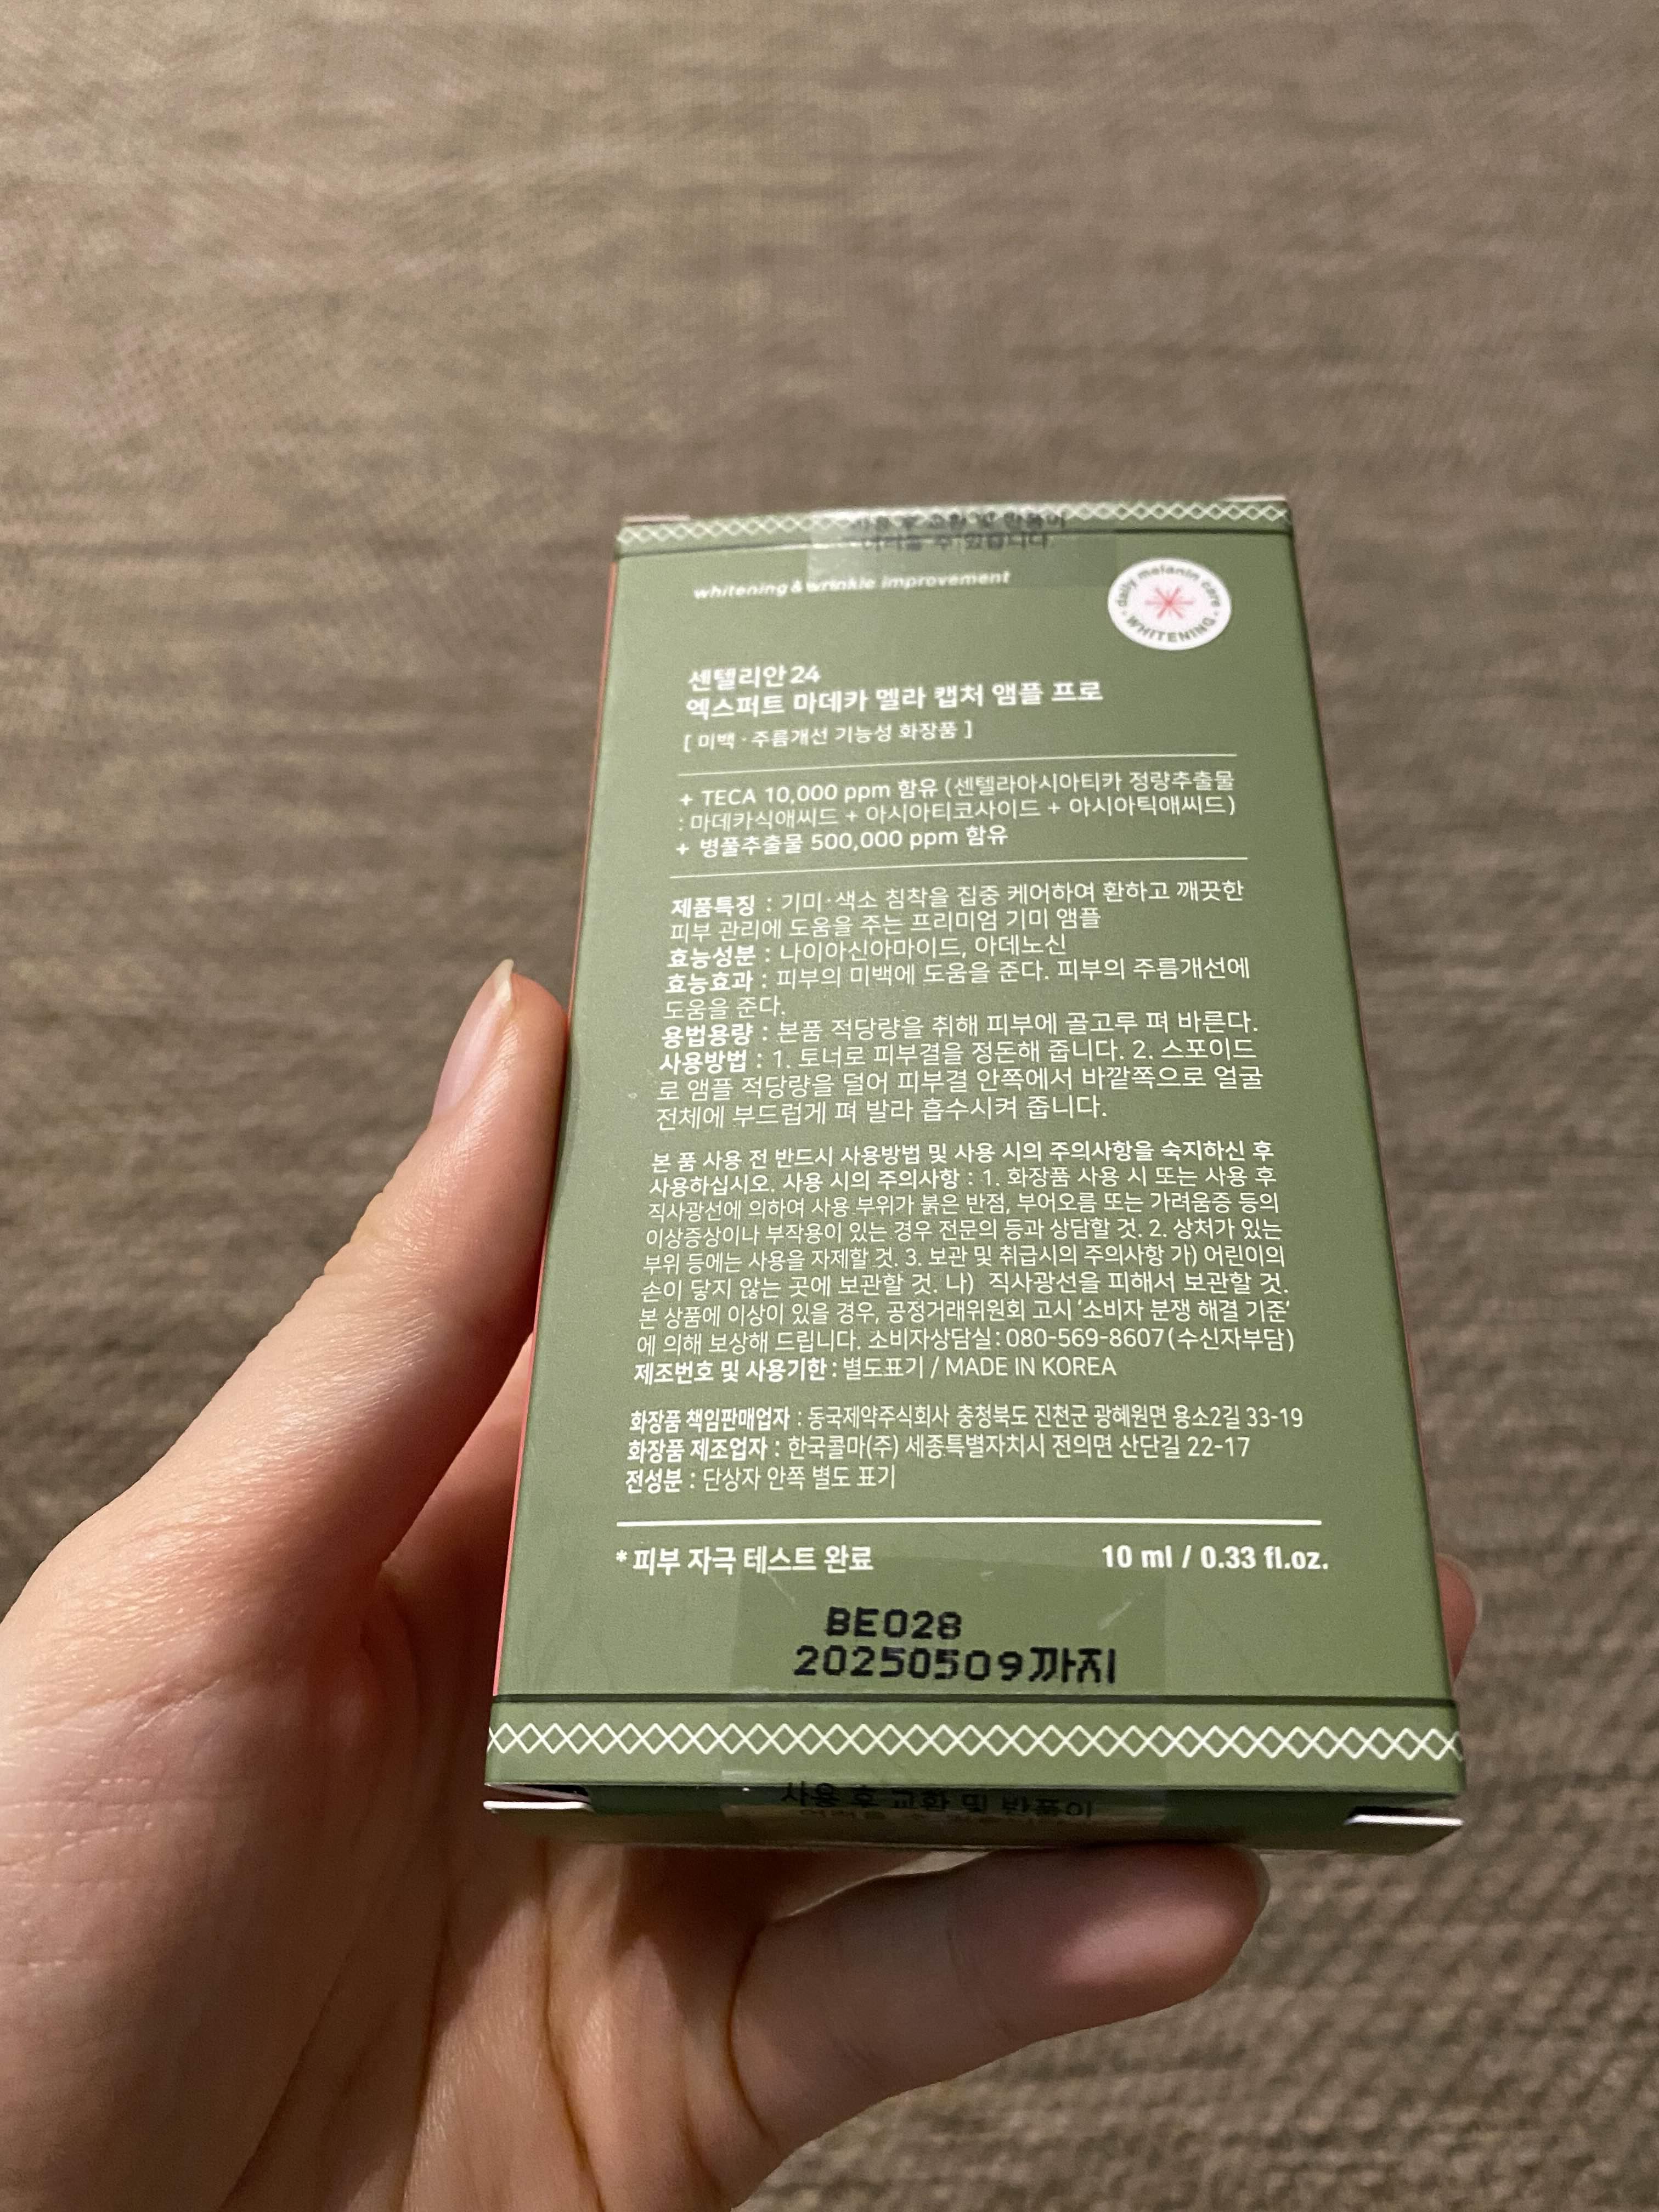 사용 후 교환 및 반품이
어려울 수 있습니다
whitening & wrinkle improvement
daily melanin care
WHITENING
센텔리안24
엑스퍼트 마데카 멜라 캡처 앰플 프로
[ 미백 · 주름개선 기능성 화장품 ]
+ TECA 10,000 ppm 함유 (센텔라아시아티카 정량추출물
: 마데카식애씨드 + 아시아티코사이드 + 아시아틱애씨드)
+ 병풀추출물 500,000 ppm 함유
제품특징 : 기미·색소 침착을 집중 케어하여 환하고 깨끗한
피부 관리에 도움을 주는 프리미엄 기미 앰플
효능성분 : 나이아신아마이드, 아데노신
효능효과 : 피부의 미백에 도움을 준다. 피부의 주름개선에
도움을 준다.
용법용량 : 본품 적당량을 취해 피부에 골고루 펴 바른다.
사용방법 : 1. 토너로 피부결을 정돈해 줍니다. 2. 스포이드
로 앰플 적당량을 덜어 피부결 안쪽에서 바깥쪽으로 얼굴
전체에 부드럽게 펴 발라 흡수시켜 줍니다.
본 품 사용 전 반드시 사용방법 및 사용 시의 주의사항을 숙지하신 후
사용하십시오. 사용 시의 주의사항 : 1. 화장품 사용 시 또는 사용 후
직사광선에 의하여 사용 부위가 붉은 반점, 부어오름 또는 가려움증 등의
이상증상이나 부작용이 있는 경우 전문의 등과 상담할 것. 2. 상처가 있는
부위 등에는 사용을 자제할 것. 3. 보관 및 취급시의 주의사항 가) 어린이의
손이 닿지 않는 곳에 보관할 것. 나) 직사광선을 피해서 보관할 것.
본 상품에 이상이 있을 경우, 공정거래위원회 고시 '소비자 분쟁 해결 기준'
에 의해 보상해 드립니다. 소비자상담실 : 080-569-8607(수신자부담)
제조번호 및 사용기한 : 별도표기 / MADE IN KOREA
화장품 책임판매업자 : 동국제약주식회사 충청북도 진천군 광혜원면 용소2길 33-19
화장품 제조업자 : 한국콜마(주) 세종특별자치시 전의면 산단길 22-17
전성분 : 단상자 안쪽 별도 표기
* 피부 자극 테스트 완료
10 ml / 0.33 fl.oz.
BE028
20250509까지
사용 후 교환 및 반품이